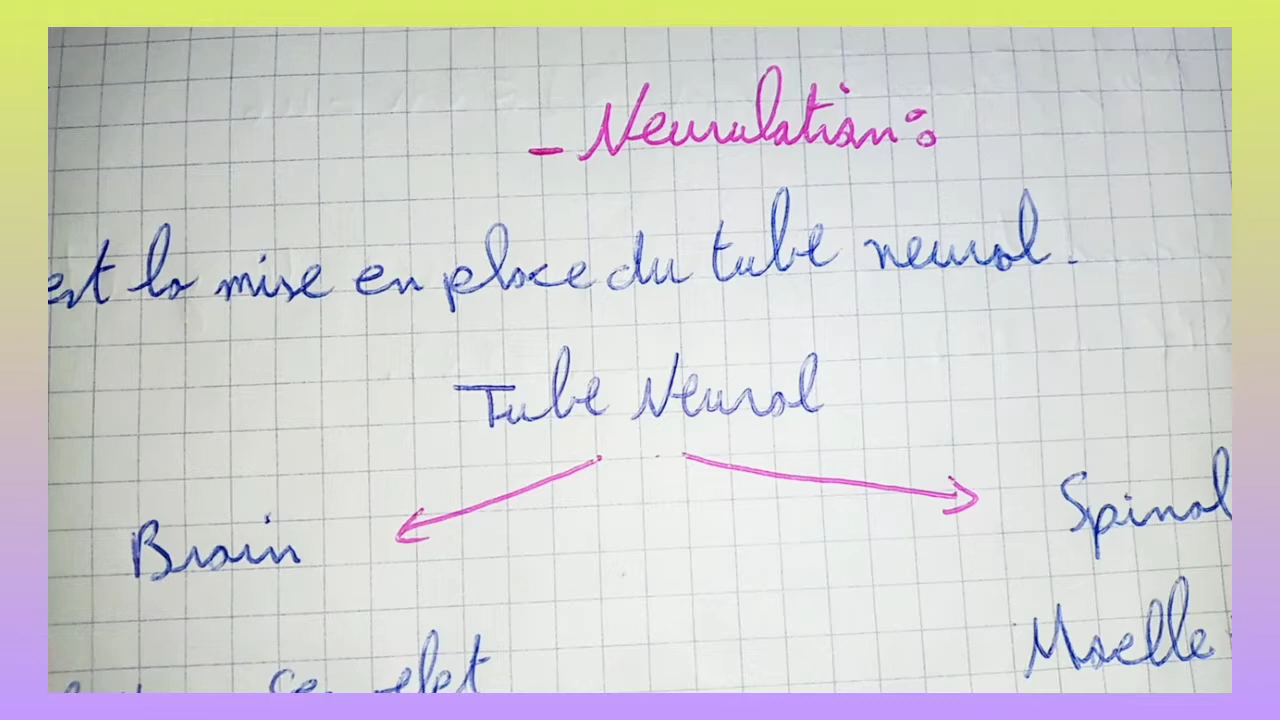 - Neurulation:
est la mise en place du tube neural.
Tube Neural
Spinal
Brain
Moelle